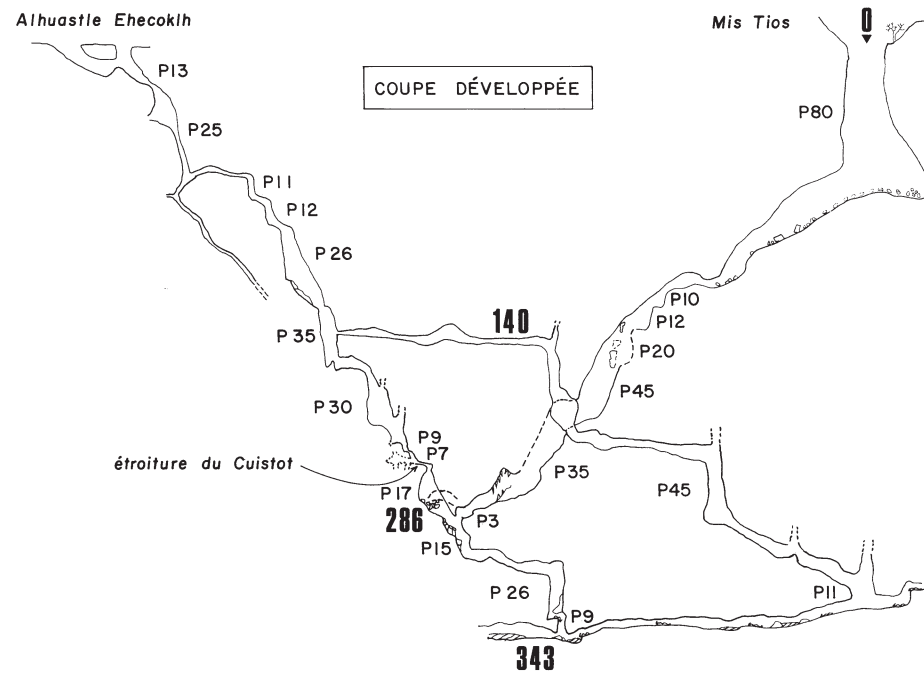 Alhuastle Ehecoklh
Mis Tios
0
P13
COUPE DÉVELOPPÉE
P80
P25
P11
P12
P26
P10
140
P12
P35
P20
P45
P30
P9
P7
étroiture du Cuistot
P35
P17
P45
286
P3
P15
P26
P11
P9
343